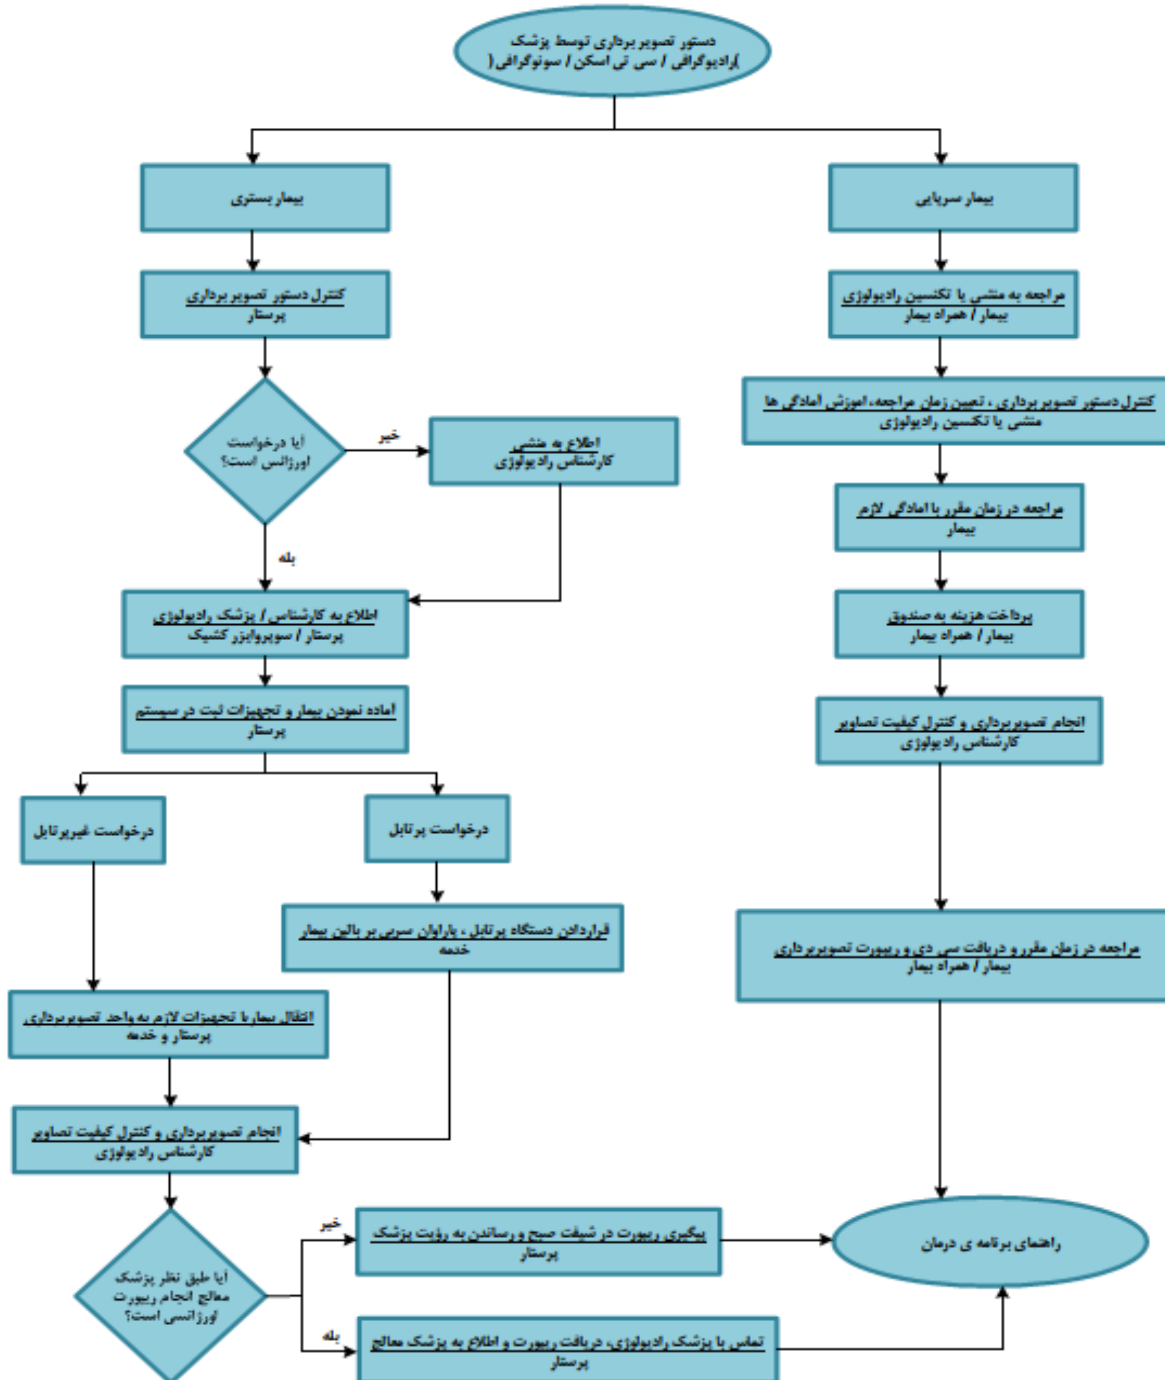 دستور تصویر برداری توسط پزشک
)رادیوگرافی / سی تی اسکن / سونوگرافی(
بیمار بستری
بیمار سرپایی
کنترل دستور تصویر برداری
پرستار
مراجعه به منشی یا تکنسین رادیولوژی
بیمار / همراه بیمار
آیا درخواست
اورژانس است؟
خیر
اطلاع به منشی
کارشناس رادیولوژی
کنترل دستور تصویر برداری ، تعیین زمان مراجعه، اموزش آمادگی ها
منشی یا تکنسین رادیولوژی
مراجعه در زمان مقرر با امادگی لازم
بیمار
بله
اطلاع به کارشناس / پزشک رادیولوژی
پرستار / سوپروایزر کشیک
پرداخت هزینه به صندوق
بیمار / همراه بیمار
آماده نمودن بیمار و تجهیزات ثبت در سیستم
پرستار
انجام تصویربرداری و کنترل کیفیت تصاویر
کارشناس رادیولوژی
درخواست غیرپرتابل
درخواست پرتابل
قراردادن دستگاه پرتابل ، پاراوان سربی بر بالین بیمار
خدمه
مراجعه در زمان مقرر و دریافت سی دی و ریپورت تصویربرداری
بیمار / همراه بیمار
انتقال بیمار با تجهیزات لازم به واحد تصویربرداری
پرستار و خدمه
انجام تصویربرداری و کنترل کیفیت تصاویر
کارشناس رادیولوژی
آیا طبق نظر پزشک
معالج انجام ریپورت
اورژانسی است؟
خیر
پیگیری ریپورت در شیفت صبح و رساندن به رؤیت پزشک
پرستار
راهنمای برنامه ی درمان
بله
تماس با پزشک رادیولوژی، دریافت ریپورت و اطلاع به پزشک معالج
پرستار